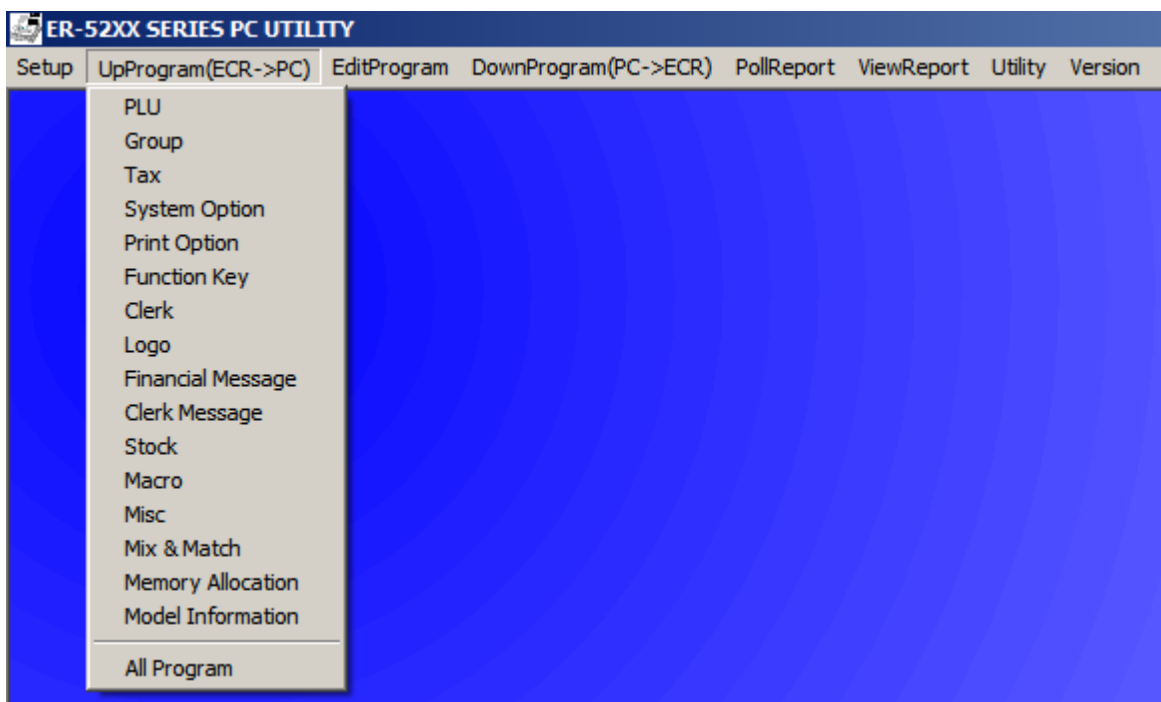 ER-52XX SERIES PC UTILITY
Setup UpProgram(ECR->PC) EditProgram DownProgram(PC->ECR) PollReport ViewReport Utility Version
PLU
Group
Tax
System Option
Print Option
Function Key
Clerk
Logo
Financial Message
Clerk Message
Stock
Macro
Misc
Mix & Match
Memory Allocation
Model Information
All Program